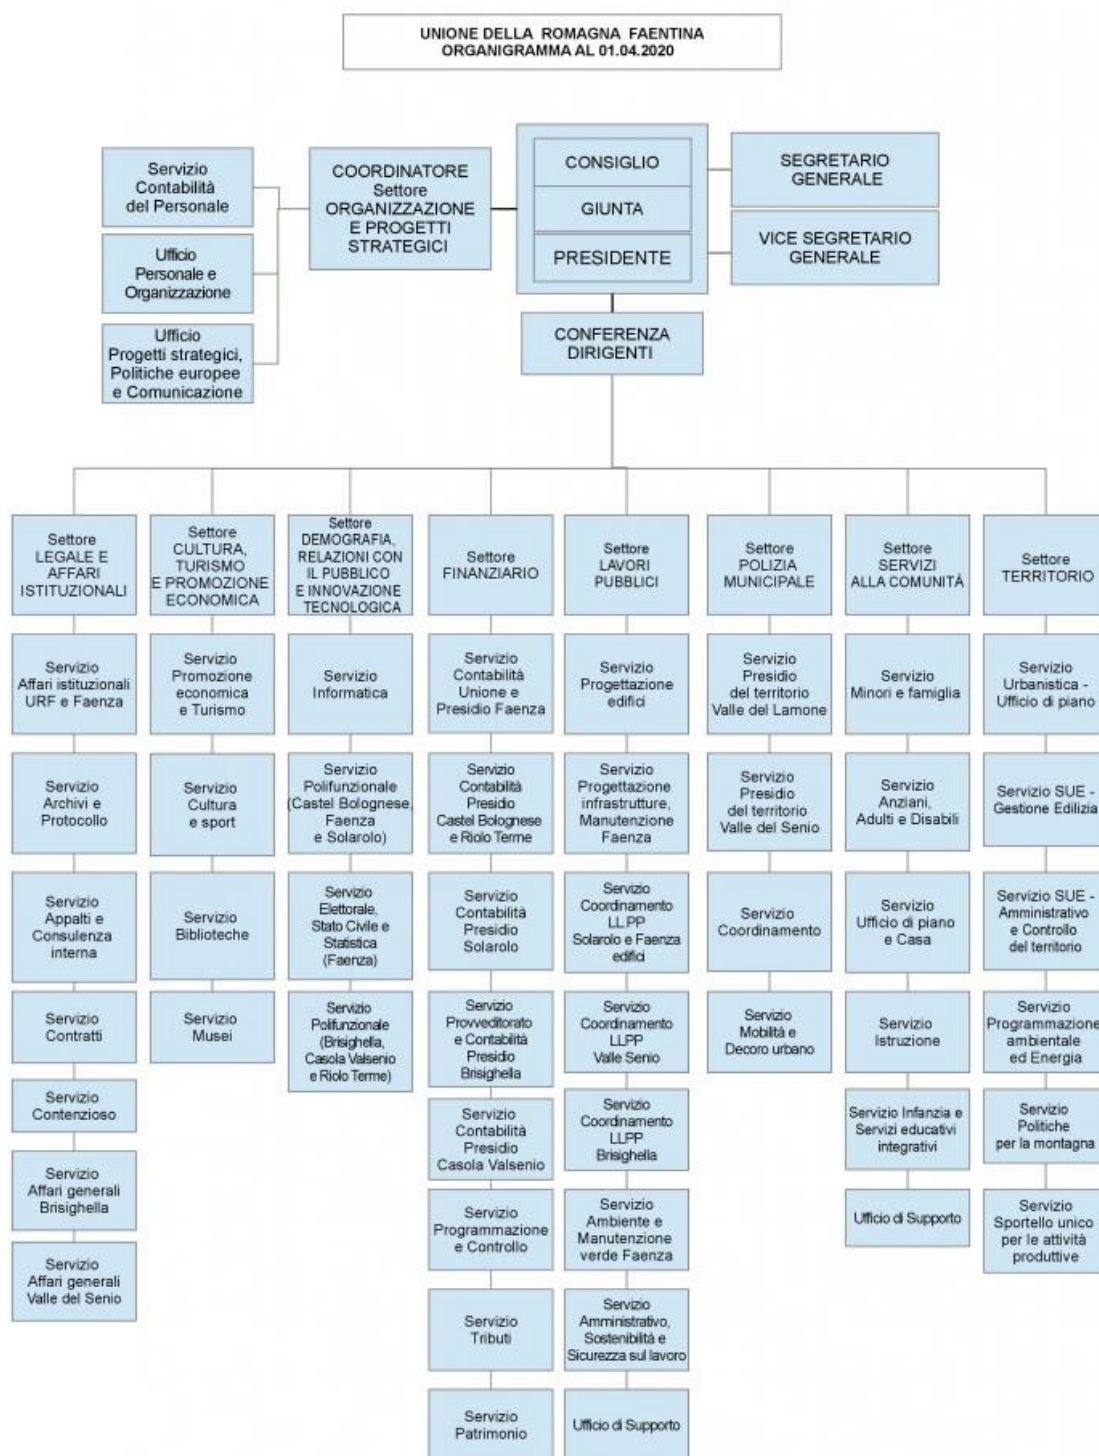 UNIONE DELLA ROMAGNA FAENTINA
ORGANIGRAMMA AL 01.04.2020
Servizio
Contabilità
del Personale
Ufficio
Personale e
Organizzazione
Ufficio
Progetti strategici,
Politiche europee
e Comunicazione
COORDINATORE
Settore
ORGANIZZAZIONE
E PROGETTI
STRATEGICI
CONSIGLIO
GIUNTA
PRESIDENTE
SEGRETARIO
GENERALE
VICE SEGRETARIO
GENERALE
CONFERENZA
DIRIGENTI
Settore
LEGALE E
AFFARI
ISTITUZIONALI
Servizio
Affari istituzionali
URF e Faenza
Servizio
Archivi e
Protocollo
Servizio
Appalti e
Consulenza
interna
Servizio
Contratti
Servizio
Contenzioso
Servizio
Affari generali
Brisighella
Servizio
Affari generali
Valle del Senio
Settore
CULTURA,
TURISMO
E PROMOZIONE
ECONOMICA
Servizio
Promozione
economica
e Turismo
Servizio
Cultura
e sport
Servizio
Biblioteche
Servizio
Musei
Settore
DEMOGRAFIA,
RELAZIONI CON
IL PUBBLICO
E INNOVAZIONE
TECNOLOGICA
Servizio
Informatica
Servizio
Polifunzionale
(Castel Bolognese,
Faenza
e Solarolo)
Servizio
Elettorale,
Stato Civile e
Statistica
(Faenza)
Servizio
Polifunzionale
(Brisighella,
Casola Valsenio
e Riolo Terme)
Settore
FINANZIARIO
Servizio
Contabilità
Unione e
Presidio Faenza
Servizio
Contabilità
Presidio
Castel Bolognese
e Riolo Terme
Servizio
Contabilità
Presidio
Solarolo
Servizio
Provveditorato
e Contabilità
Presidio
Brisighella
Servizio
Contabilità
Presidio
Casola Valsenio
Servizio
Programmazione
e Controllo
Servizio
Tributi
Servizio
Patrimonio
Settore
LAVORI
PUBBLICI
Servizio
Progettazione
edifici
Servizio
Progettazione
infrastrutture,
Manutenzione
Faenza
Servizio
Coordinamento
LL.PP
Solarolo e Faenza
edifici
Servizio
Coordinamento
LLPP
Valle Senio
Servizio
Coordinamento
LLPP
Brisighella
Servizio
Ambiente e
Manutenzione
verde Faenza
Servizio
Amministrativo,
Sostenibilità e
Sicurezza sul lavoro
Ufficio di Supporto
Settore
POLIZIA
MUNICIPALE
Servizio
Presidio
del territorio
Valle del Lamone
Servizio
Presidio
del territorio
Valle del Senio
Servizio
Coordinamento
Servizio
Mobilità e
Decoro urbano
Settore
SERVIZI
ALLA COMUNITÀ
Servizio
Minori e famiglia
Servizio
Anziani,
Adulti e Disabili
Servizio
Ufficio di piano
e Casa
Servizio
Istruzione
Servizio Infanzia e
Servizi educativi
integrativi
Ufficio di Supporto
Settore
TERRITORIO
Servizio
Urbanistica -
Ufficio di piano
Servizio SUE -
Gestione Edilizia
Servizio SUE -
Amministrativo
e Controllo
del territorio
Servizio
Programmazione
ambientale
ed Energia
Servizio
Politiche
per la montagna
Servizio
Sportello unico
per le attività
produttive